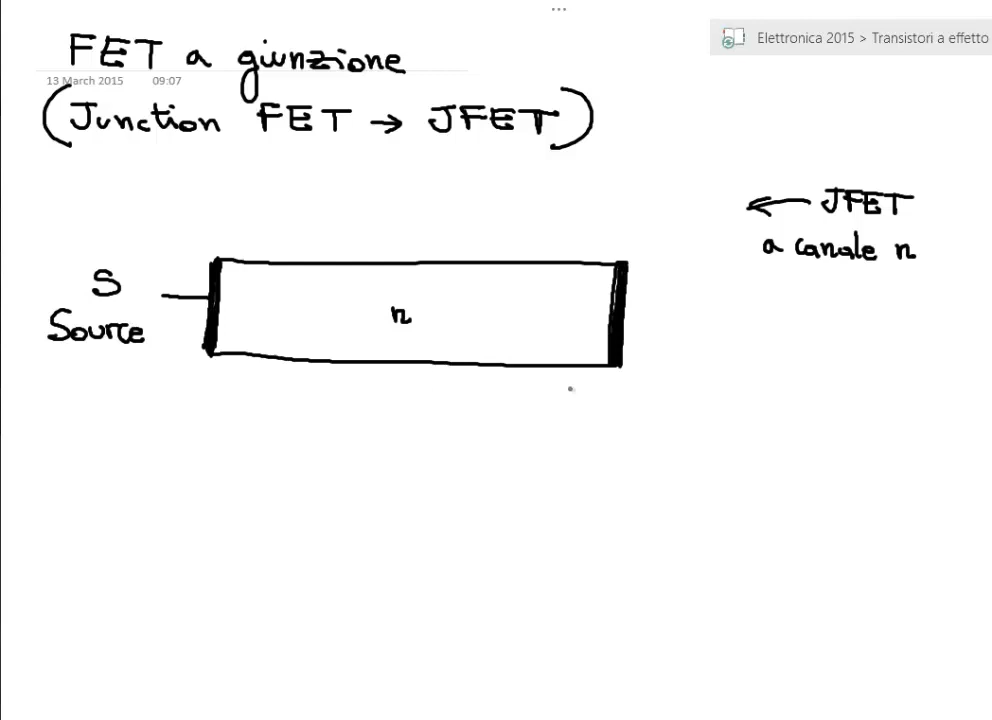 ...
Elettronica 2015 > Transistori a effetto
FET a giunzione
13 March 2015 09:07
(Junction FET → JFET)
← JFET
a canale n
S
Source
n